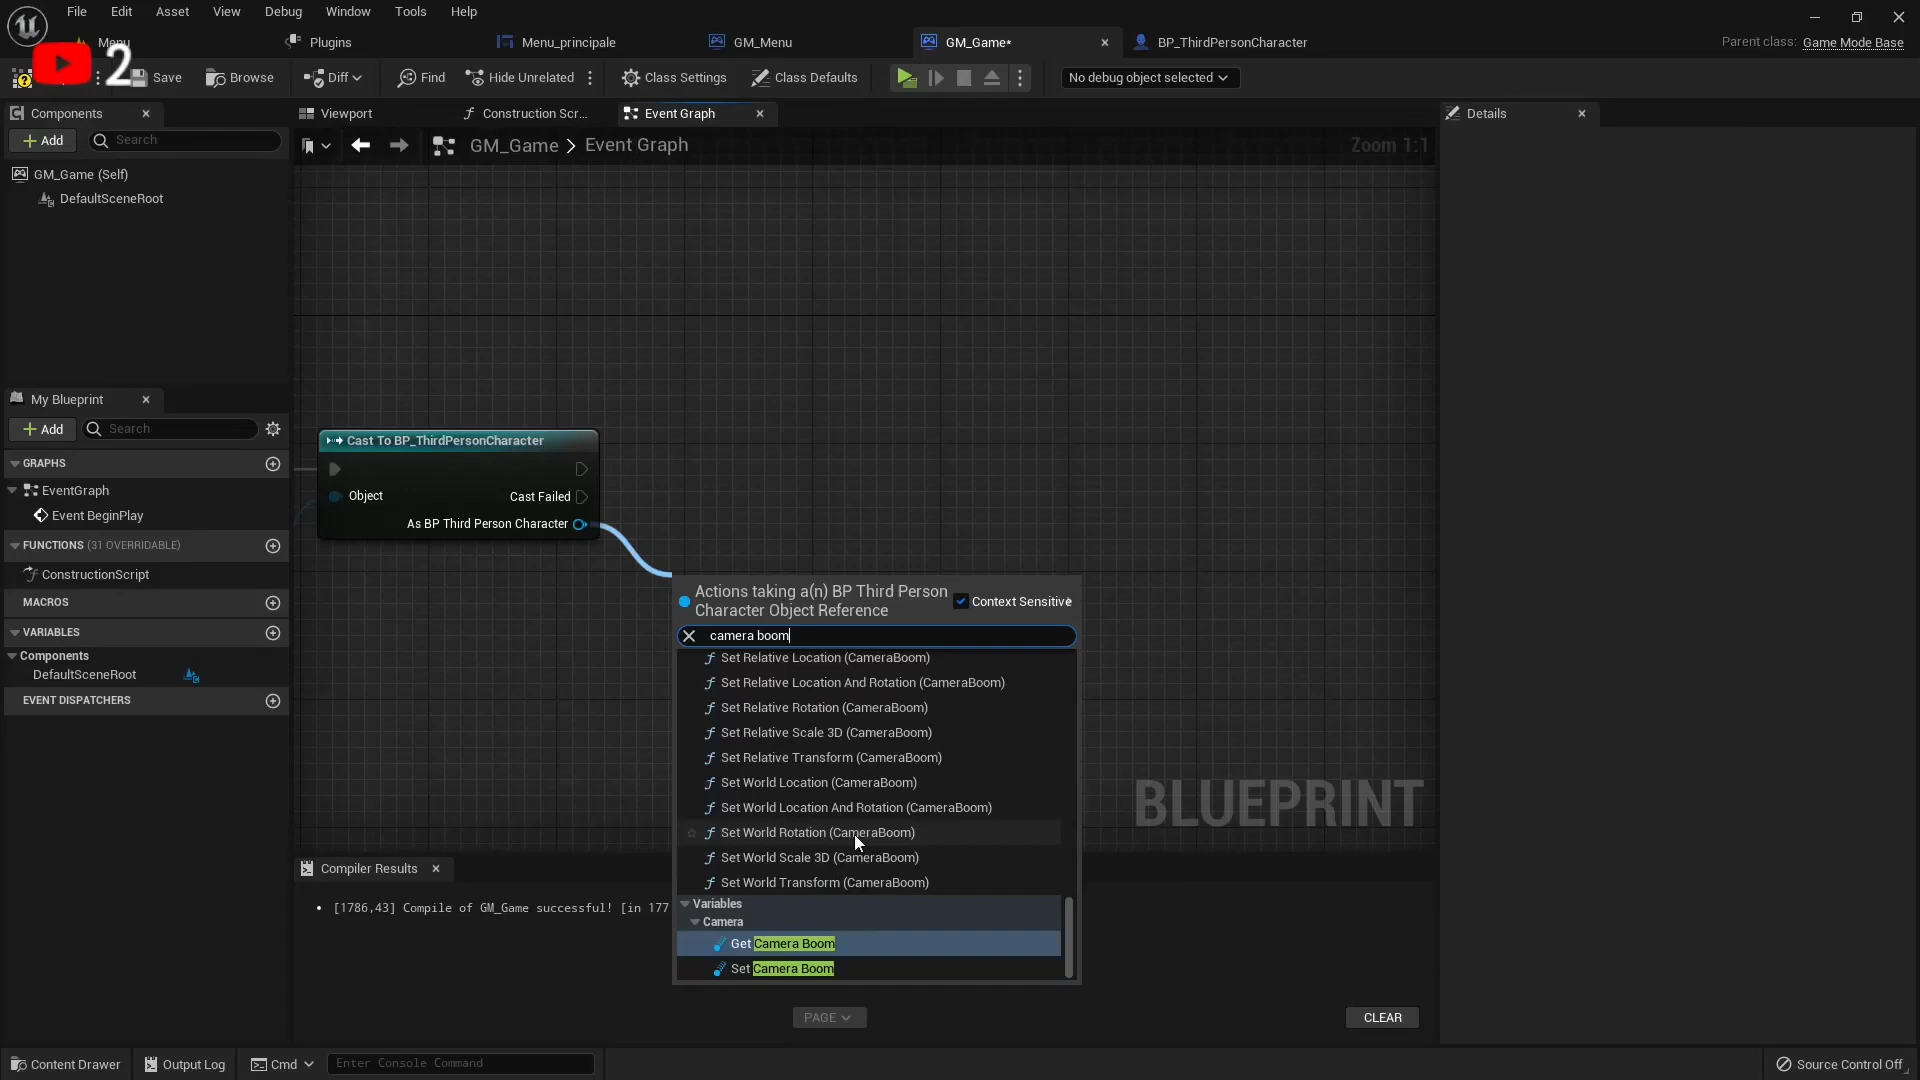 File Edit Asset View Debug Window Tools Help
Menu Plugins Menu_principale GM_Menu GM_Game* BP_ThirdPersonCharacter Parent class: Game Mode Base
2 Save Browse Diff Find Hide Unrelated Class Settings Class Defaults No debug object selected
Components Viewport Construction Scr... Event Graph Details
Add Search
GM_Game > Event Graph Zoom 1:1
GM_Game (Self)
DefaultSceneRoot
My Blueprint
Add Search
GRAPHS
EventGraph
Event BeginPlay
FUNCTIONS (31 OVERRIDABLE)
ConstructionScript
MACROS
VARIABLES
Components
DefaultSceneRoot
EVENT DISPATCHERS
Cast To BP_ThirdPersonCharacter
Object Cast Failed
As BP Third Person Character
Actions taking a(n) BP Third Person
Character Object Reference
Context Sensitive
camera boom
Set Relative Location (CameraBoom)
Set Relative Location And Rotation (CameraBoom)
Set Relative Rotation (CameraBoom)
Set Relative Scale 3D (CameraBoom)
Set Relative Transform (CameraBoom)
Set World Location (CameraBoom)
Set World Location And Rotation (CameraBoom)
Set World Rotation (CameraBoom)
Set World Scale 3D (CameraBoom)
Set World Transform (CameraBoom)
Variables
Camera
Get Camera Boom
Set Camera Boom
BLUEPRINT
Compiler Results
[1786,43] Compile of GM_Game successful! [in 177
PAGE CLEAR
Content Drawer Output Log Cmd Enter Console Command Source Control Off